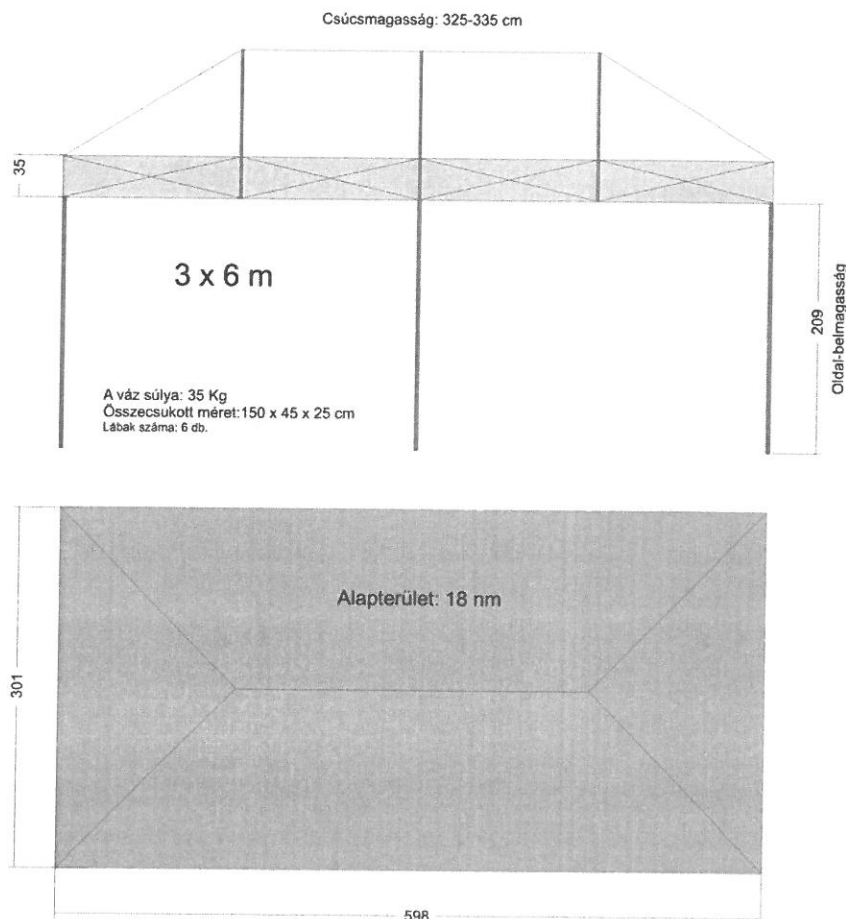 Csúcsmagasság: 325-335 cm
35
3 x 6 m
209
Oldal-belmagasság
A váz súlya: 35 Kg
Összecsukott méret:150 x 45 x 25 cm
Lábak száma: 6 db.
Alapterület: 18 nm
301
598